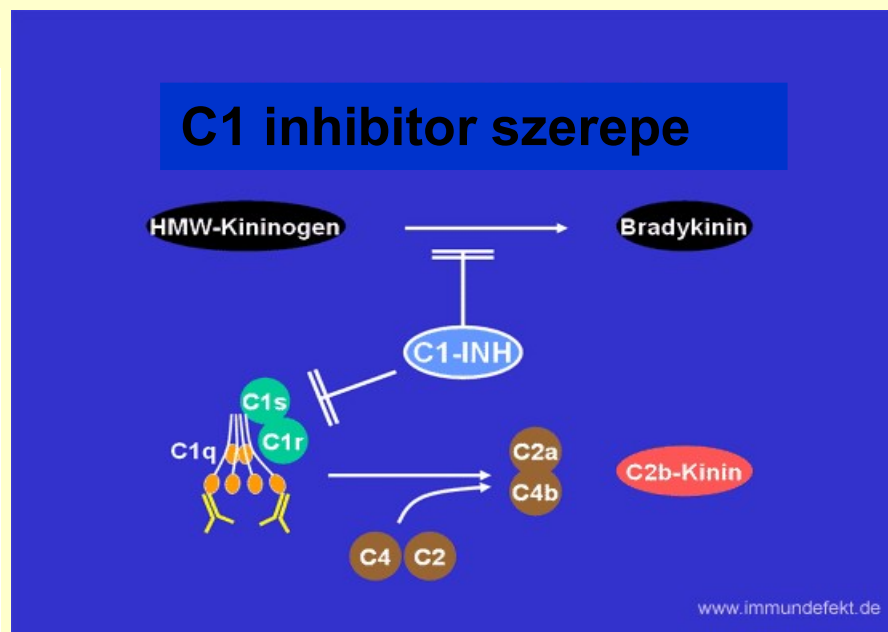 C1 inhibitor szerepe
HMW-Kininogen
Bradykinin
C1-INH
C1s
C1r
C1q
C2a
C4b
C2b-Kinin
C4
C2
www.immundefekt.de